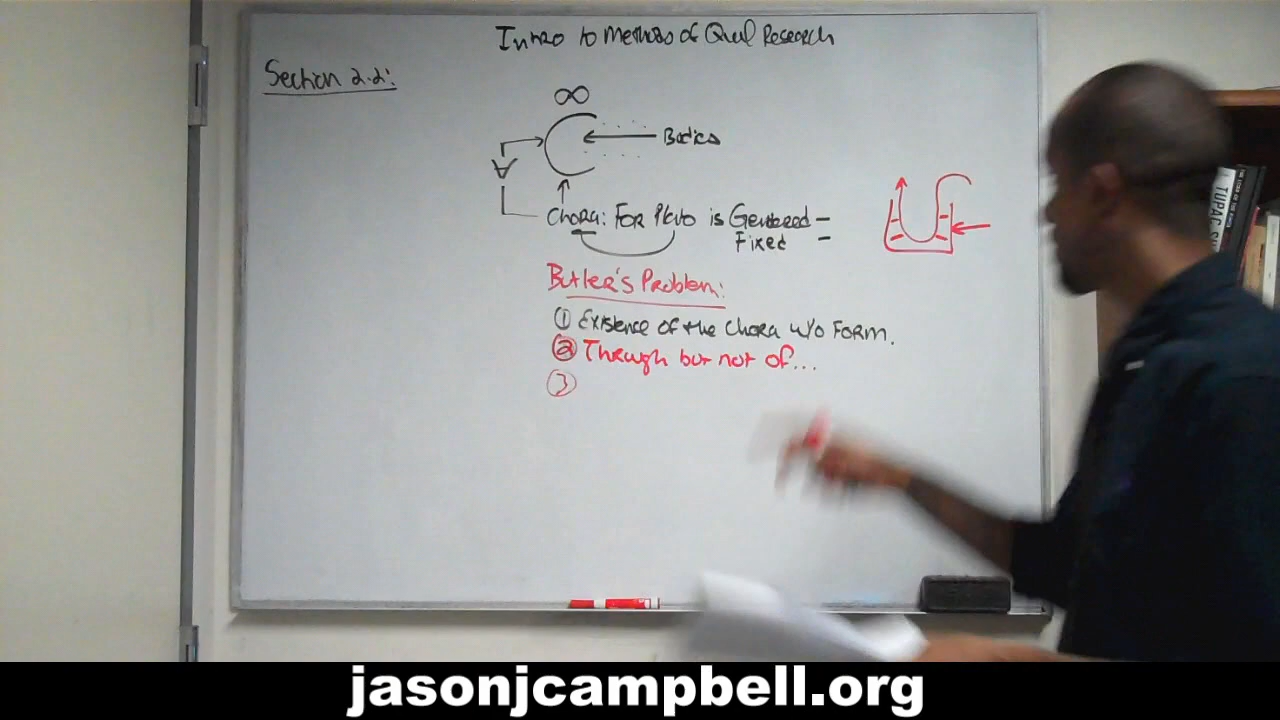 Intro to Methods of Qual Research
Section 2.2:
∞
Bodies
∀
Chora: For Plato is Gendered –
Fixed –
Butler's Problem:
① Existence of the Chora w/o Form.
② Through but not of...
③
TUPAC
jasonjcampbell.org